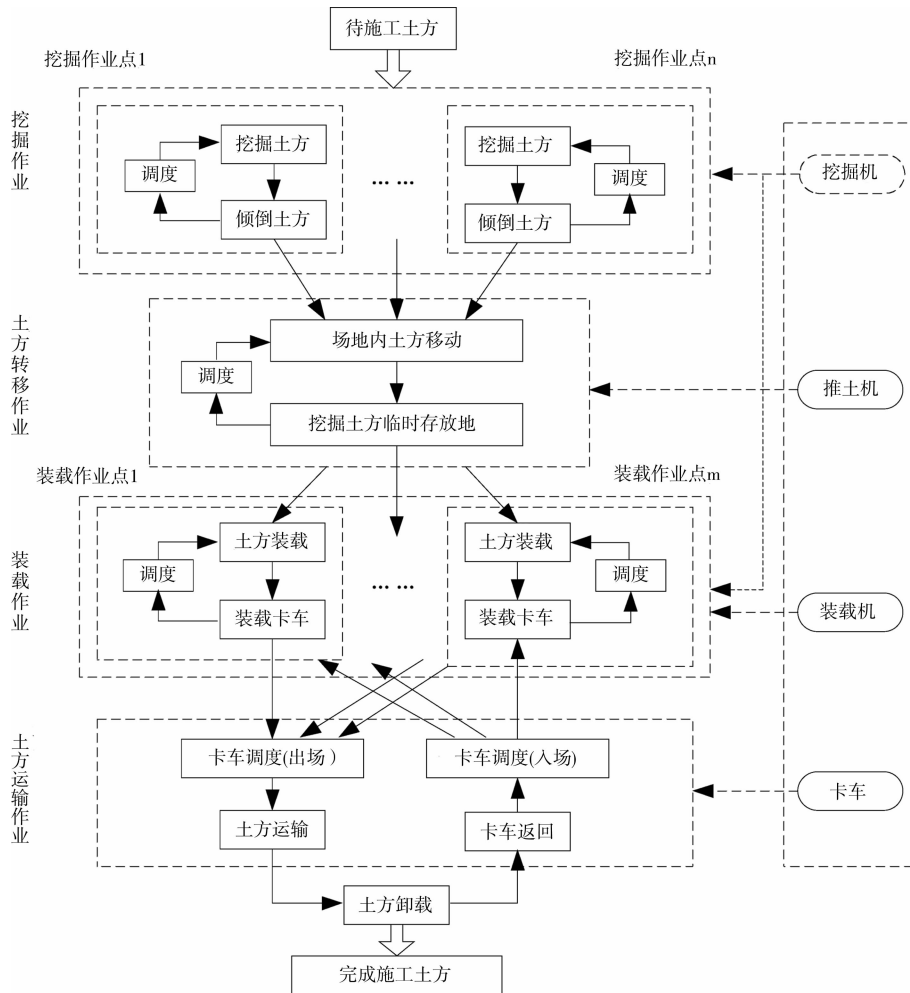 待施工土方
挖掘作业点1
挖掘作业点n
挖掘作业
挖掘土方
调度
倾倒土方
... ...
挖掘土方
调度
倾倒土方
挖掘机
土方转移作业
场地内土方移动
调度
挖掘土方临时存放地
推土机
装载作业点1
装载作业点m
装载作业
土方装载
调度
装载卡车
... ...
土方装载
调度
装载卡车
装载机
土方运输作业
卡车调度(出场)
卡车调度(入场)
土方运输
卡车返回
卡车
土方卸载
完成施工土方